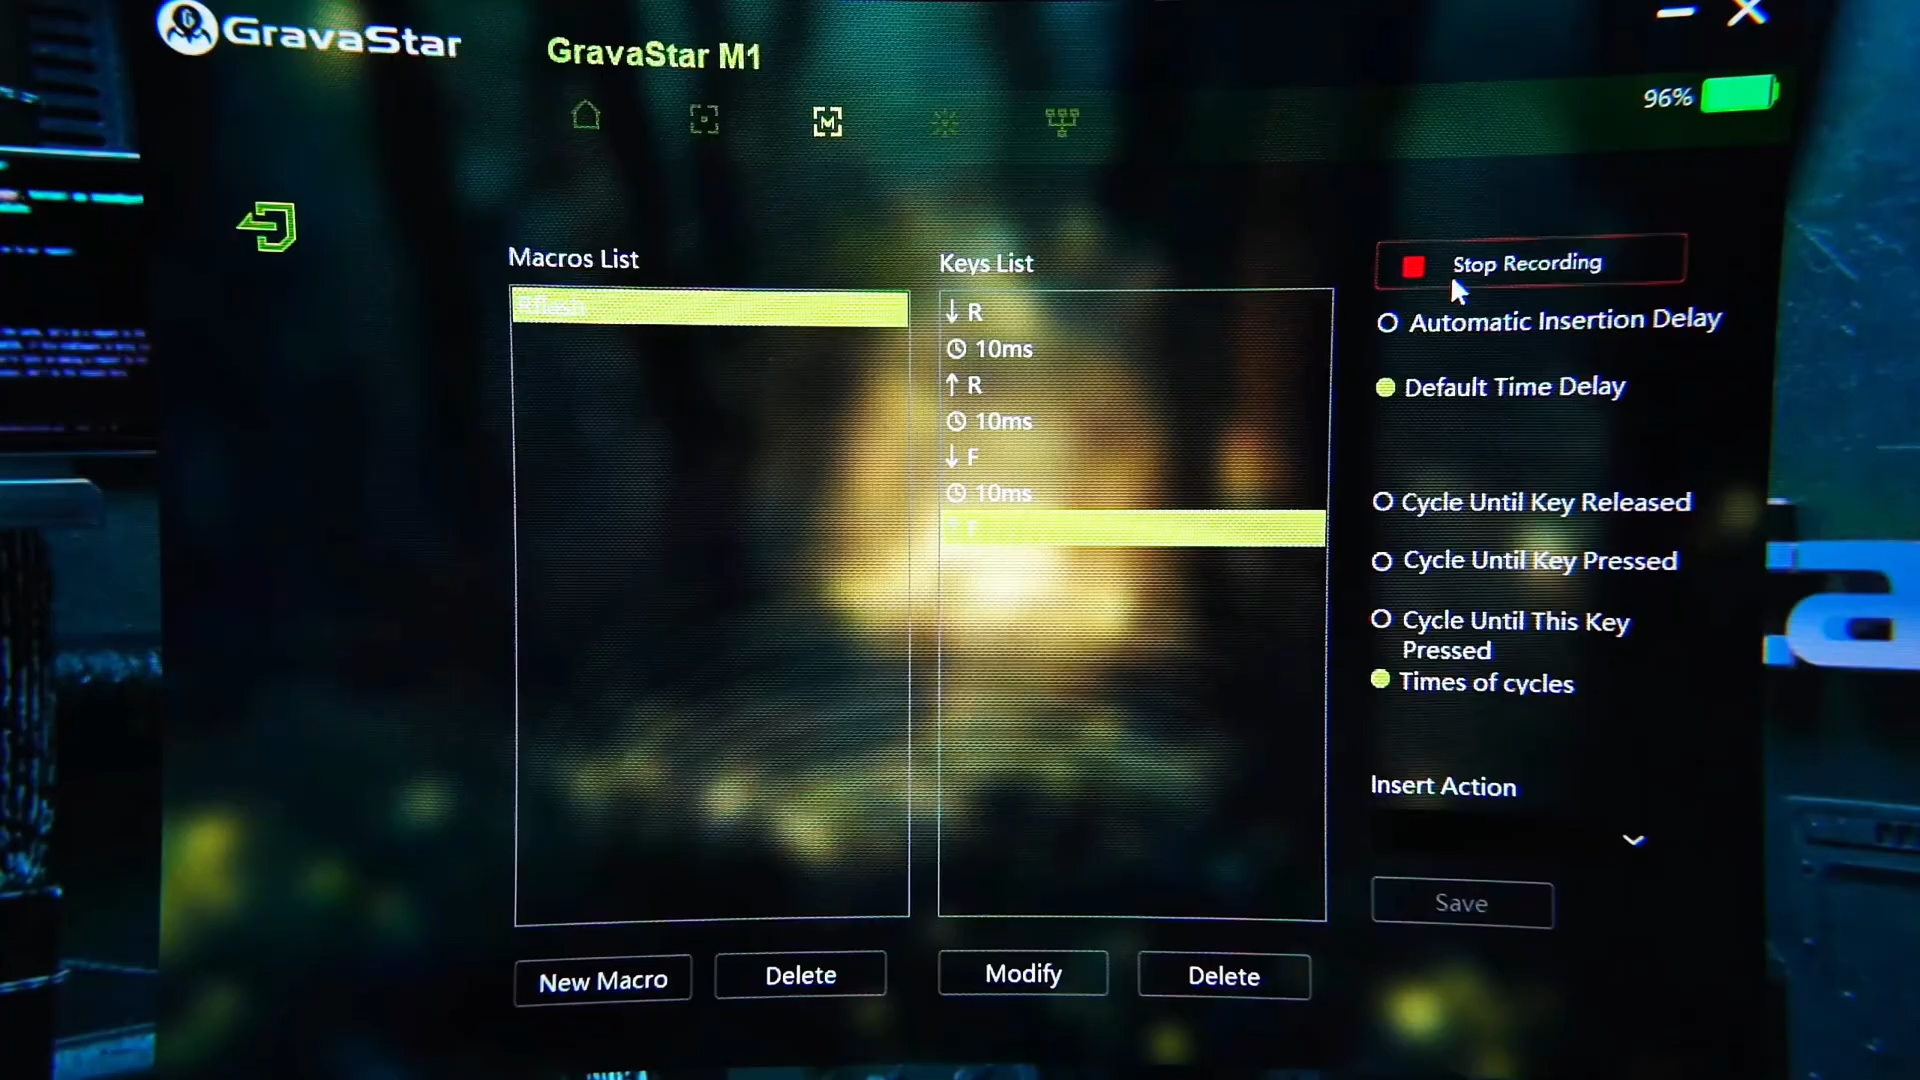 GravaStar
GravaStar M1
96%
Macros List
Rflash
Keys List
↓ R
10ms
↑ R
10ms
↓ F
10ms
↑ F
Stop Recording
Automatic Insertion Delay
Default Time Delay
Cycle Until Key Released
Cycle Until Key Pressed
Cycle Until This Key
Pressed
Times of cycles
Insert Action
Save
New Macro
Delete
Modify
Delete